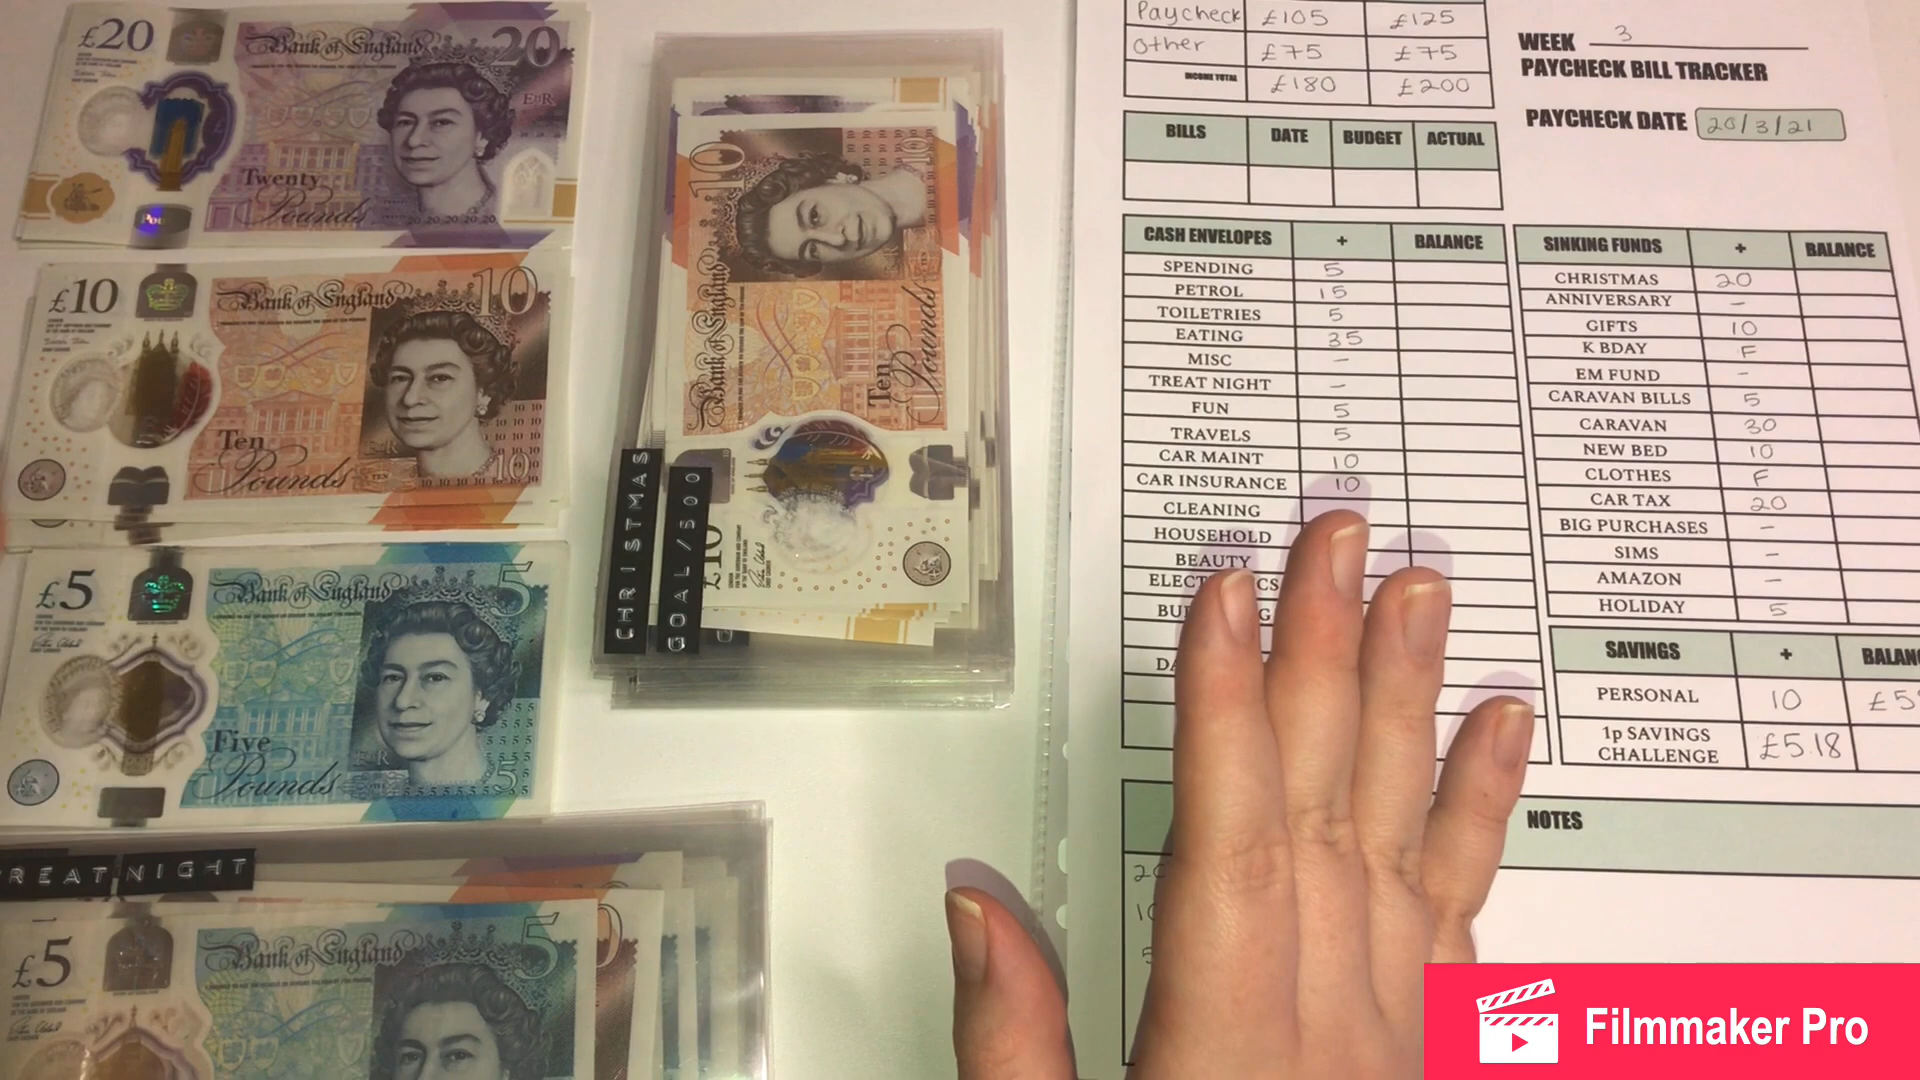 £20
Bank of England
20
Twenty
Pounds
£10
Bank of England
10
Ten
Pounds
£5
Bank of England
5
Five
Pounds
TREAT NIGHT
£5
Bank of England
5
10
Bank of England
Ten
Pounds
£10
CHRISTMAS
GOAL/500
Paycheck £105 £125
Other £75 £75
INCOME TOTAL £180 £200
WEEK 3
PAYCHECK BILL TRACKER
PAYCHECK DATE 20/3/21
BILLS DATE BUDGET ACTUAL
CASH ENVELOPES + BALANCE
SPENDING 5
PETROL 15
TOILETRIES 5
EATING 35
MISC -
TREAT NIGHT -
FUN 5
TRAVELS 5
CAR MAINT 10
CAR INSURANCE 10
CLEANING
HOUSEHOLD
BEAUTY
SINKING FUNDS + BALANCE
CHRISTMAS 20
ANNIVERSARY -
GIFTS 10
K BDAY F
EM FUND -
CARAVAN BILLS 5
CARAVAN 30
NEW BED 10
CLOTHES F
CAR TAX 20
BIG PURCHASES -
SIMS -
AMAZON -
HOLIDAY 5
SAVINGS +
PERSONAL 10
1p SAVINGS
CHALLENGE £5.18
NOTES
Filmmaker Pro